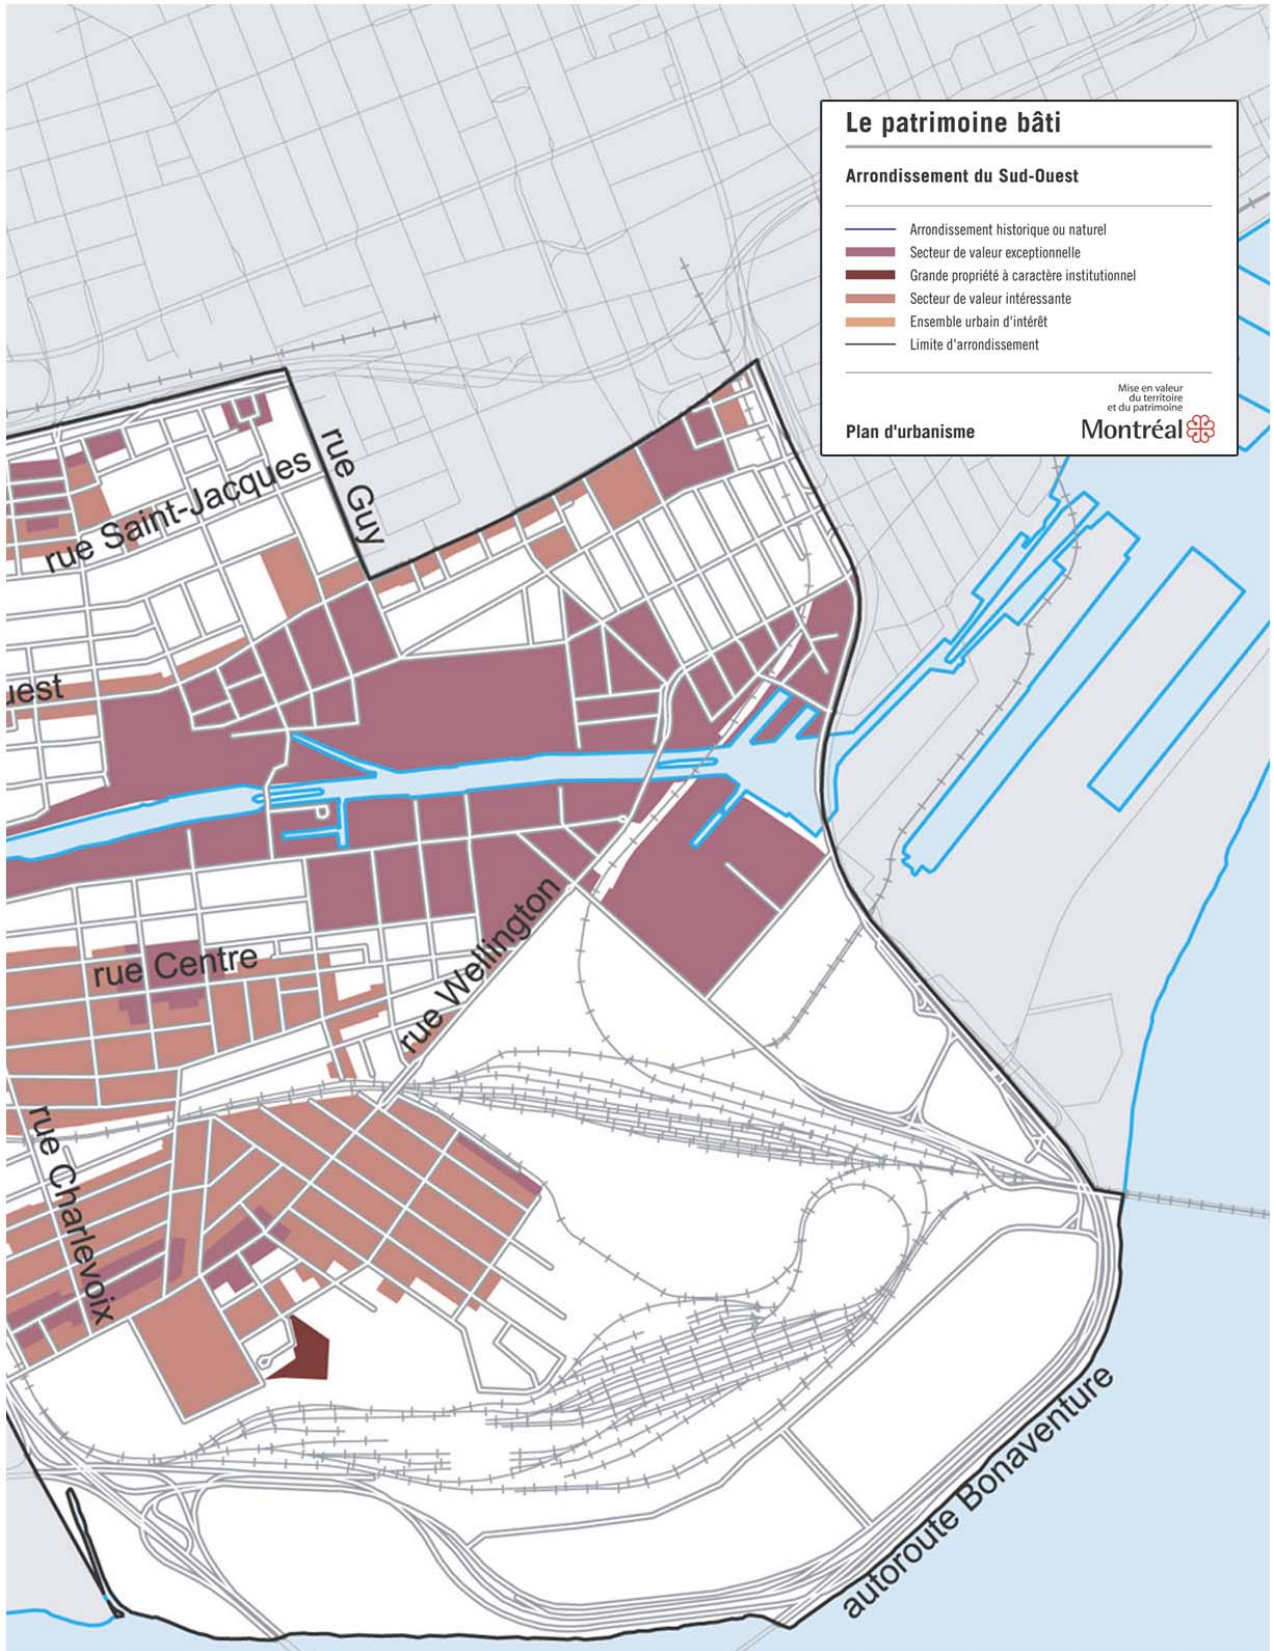 Le patrimoine bâti
Arrondissement du Sud-Ouest
Arrondissement historique ou naturel
Secteur de valeur exceptionnelle
Grande propriété à caractère institutionnel
Secteur de valeur intéressante
Ensemble urbain d'intérêt
Limite d'arrondissement
Mise en valeur
du territoire
et du patrimoine
Plan d'urbanisme
Montréal
rue Guy
rue Saint-Jacques
uest
rue Centre
rue Wellington
rue Charlevoix
autoroute Bonaventure